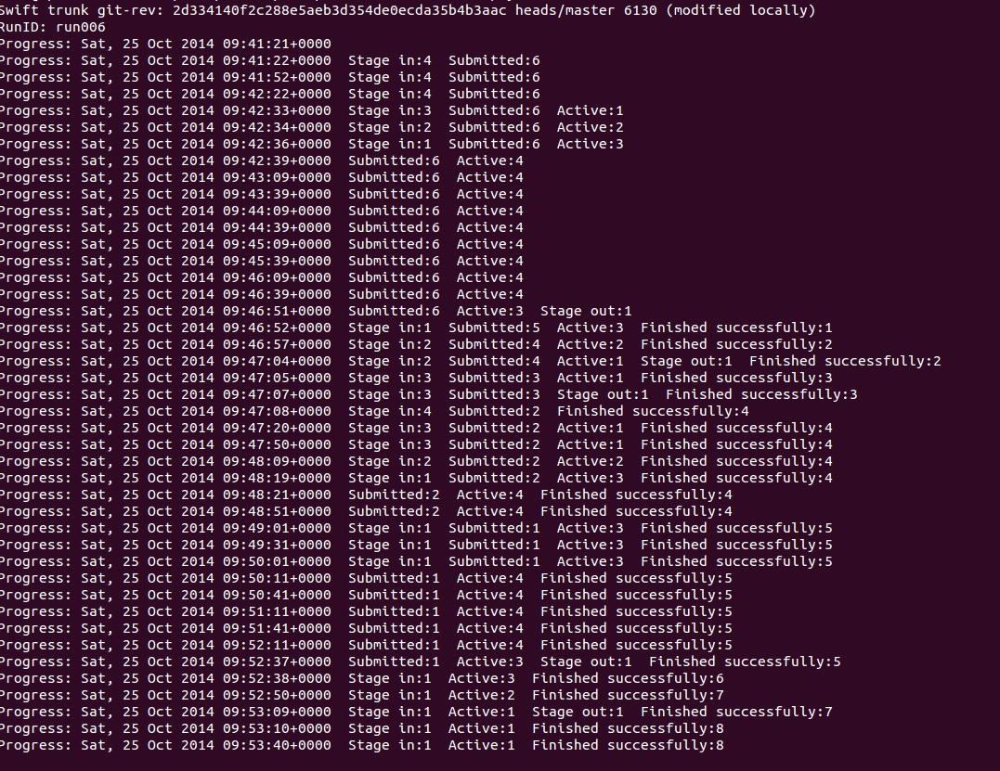 Swift trunk git-rev: 2d334140f2c288e5aeb3d354de0ecda35b4b3aac heads/master 6130 (modified locally)
RunID: run006
Progress: Sat, 25 Oct 2014 09:41:21+0000
Progress: Sat, 25 Oct 2014 09:41:22+0000  Stage in:4  Submitted:6
Progress: Sat, 25 Oct 2014 09:41:52+0000  Stage in:4  Submitted:6
Progress: Sat, 25 Oct 2014 09:42:22+0000  Stage in:4  Submitted:6
Progress: Sat, 25 Oct 2014 09:42:33+0000  Stage in:3  Submitted:6  Active:1
Progress: Sat, 25 Oct 2014 09:42:34+0000  Stage in:2  Submitted:6  Active:2
Progress: Sat, 25 Oct 2014 09:42:36+0000  Stage in:1  Submitted:6  Active:3
Progress: Sat, 25 Oct 2014 09:42:39+0000  Submitted:6  Active:4
Progress: Sat, 25 Oct 2014 09:43:09+0000  Submitted:6  Active:4
Progress: Sat, 25 Oct 2014 09:43:39+0000  Submitted:6  Active:4
Progress: Sat, 25 Oct 2014 09:44:09+0000  Submitted:6  Active:4
Progress: Sat, 25 Oct 2014 09:44:39+0000  Submitted:6  Active:4
Progress: Sat, 25 Oct 2014 09:45:09+0000  Submitted:6  Active:4
Progress: Sat, 25 Oct 2014 09:45:39+0000  Submitted:6  Active:4
Progress: Sat, 25 Oct 2014 09:46:09+0000  Submitted:6  Active:4
Progress: Sat, 25 Oct 2014 09:46:39+0000  Submitted:6  Active:4
Progress: Sat, 25 Oct 2014 09:46:51+0000  Submitted:6  Active:3  Stage out:1
Progress: Sat, 25 Oct 2014 09:46:52+0000  Stage in:1  Submitted:5  Active:3  Finished successfully:1
Progress: Sat, 25 Oct 2014 09:46:57+0000  Stage in:2  Submitted:4  Active:2  Finished successfully:2
Progress: Sat, 25 Oct 2014 09:47:04+0000  Stage in:2  Submitted:4  Active:1  Stage out:1  Finished successfully:2
Progress: Sat, 25 Oct 2014 09:47:05+0000  Stage in:3  Submitted:3  Active:1  Finished successfully:3
Progress: Sat, 25 Oct 2014 09:47:07+0000  Stage in:3  Submitted:3  Stage out:1  Finished successfully:3
Progress: Sat, 25 Oct 2014 09:47:08+0000  Stage in:4  Submitted:2  Finished successfully:4
Progress: Sat, 25 Oct 2014 09:47:20+0000  Stage in:3  Submitted:2  Active:1  Finished successfully:4
Progress: Sat, 25 Oct 2014 09:47:50+0000  Stage in:3  Submitted:2  Active:1  Finished successfully:4
Progress: Sat, 25 Oct 2014 09:48:09+0000  Stage in:2  Submitted:2  Active:2  Finished successfully:4
Progress: Sat, 25 Oct 2014 09:48:19+0000  Stage in:1  Submitted:2  Active:3  Finished successfully:4
Progress: Sat, 25 Oct 2014 09:48:21+0000  Submitted:2  Active:4  Finished successfully:4
Progress: Sat, 25 Oct 2014 09:48:51+0000  Submitted:2  Active:4  Finished successfully:4
Progress: Sat, 25 Oct 2014 09:49:01+0000  Stage in:1  Submitted:1  Active:3  Finished successfully:5
Progress: Sat, 25 Oct 2014 09:49:31+0000  Stage in:1  Submitted:1  Active:3  Finished successfully:5
Progress: Sat, 25 Oct 2014 09:50:01+0000  Stage in:1  Submitted:1  Active:3  Finished successfully:5
Progress: Sat, 25 Oct 2014 09:50:11+0000  Submitted:1  Active:4  Finished successfully:5
Progress: Sat, 25 Oct 2014 09:50:41+0000  Submitted:1  Active:4  Finished successfully:5
Progress: Sat, 25 Oct 2014 09:51:11+0000  Submitted:1  Active:4  Finished successfully:5
Progress: Sat, 25 Oct 2014 09:51:41+0000  Submitted:1  Active:4  Finished successfully:5
Progress: Sat, 25 Oct 2014 09:52:11+0000  Submitted:1  Active:4  Finished successfully:5
Progress: Sat, 25 Oct 2014 09:52:37+0000  Submitted:1  Active:3  Stage out:1  Finished successfully:5
Progress: Sat, 25 Oct 2014 09:52:38+0000  Stage in:1  Active:3  Finished successfully:6
Progress: Sat, 25 Oct 2014 09:52:50+0000  Stage in:1  Active:2  Finished successfully:7
Progress: Sat, 25 Oct 2014 09:53:09+0000  Stage in:1  Active:1  Stage out:1  Finished successfully:7
Progress: Sat, 25 Oct 2014 09:53:10+0000  Stage in:1  Active:1  Finished successfully:8
Progress: Sat, 25 Oct 2014 09:53:40+0000  Stage in:1  Active:1  Finished successfully:8